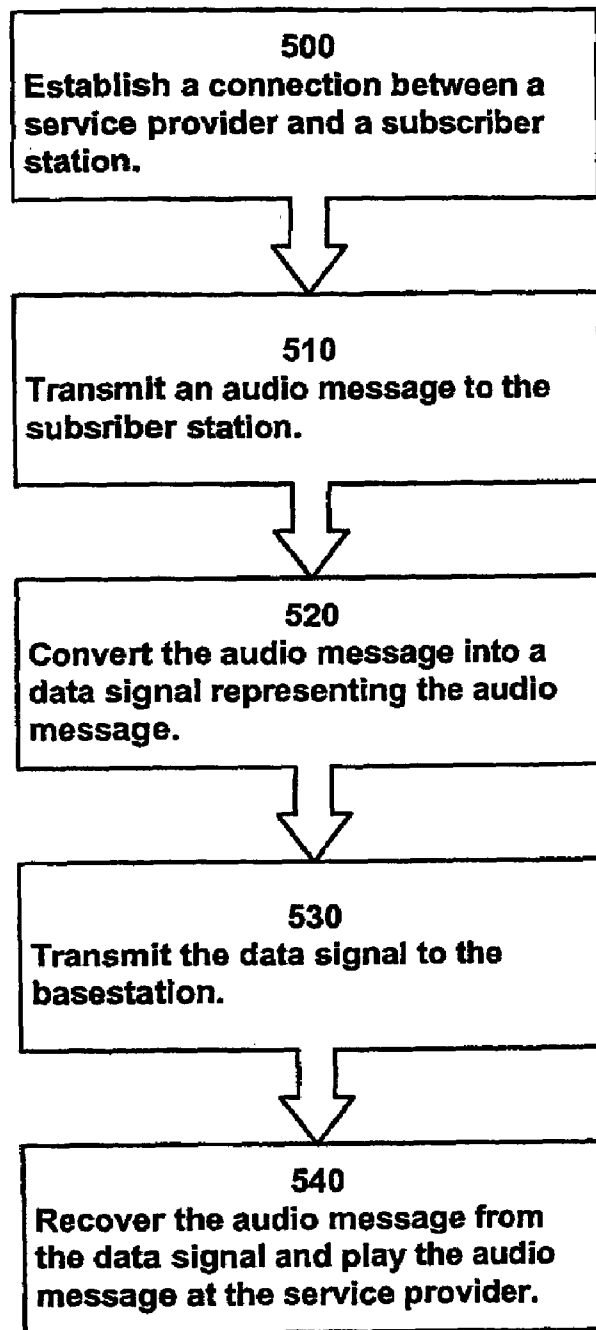 500
Establish a connection between a
service provider and a subscriber
station.
510
Transmit an audio message to the
subsriber station.
520
Convert the audio message into a
data signal representing the audio
message.
530
Transmit the data signal to the
basestation.
540
Recover the audio message from
the data signal and play the audio
message at the service provider.